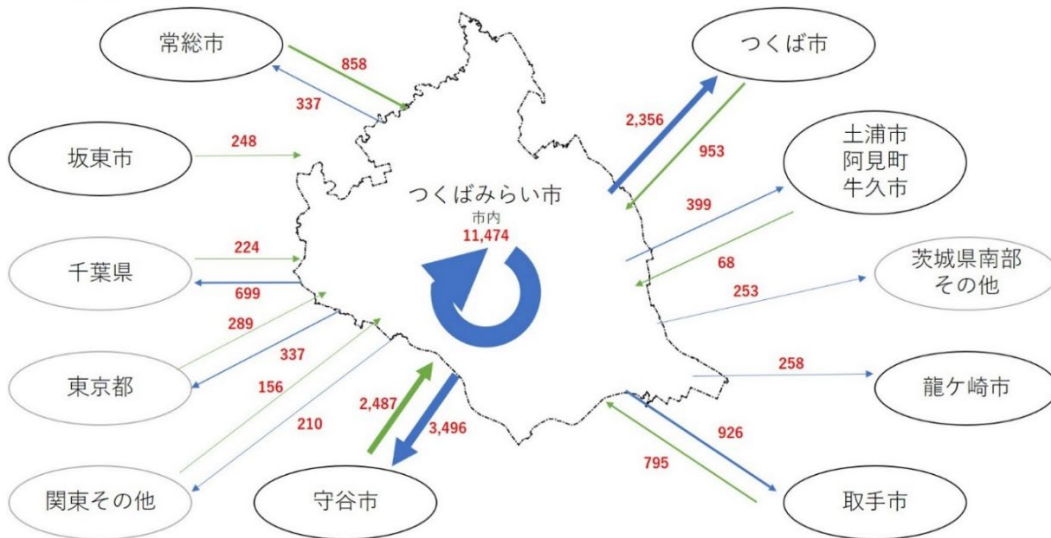 常総市
858
337
つくば市
2,356
953
坂東市
248
土浦市
阿見町
牛久市
399
68
つくばみらい市
市内
11,474
千葉県
224
699
茨城県南部
その他
253
東京都
289
337
龍ケ崎市
258
関東その他
156
210
守谷市
2,487
3,496
取手市
926
795